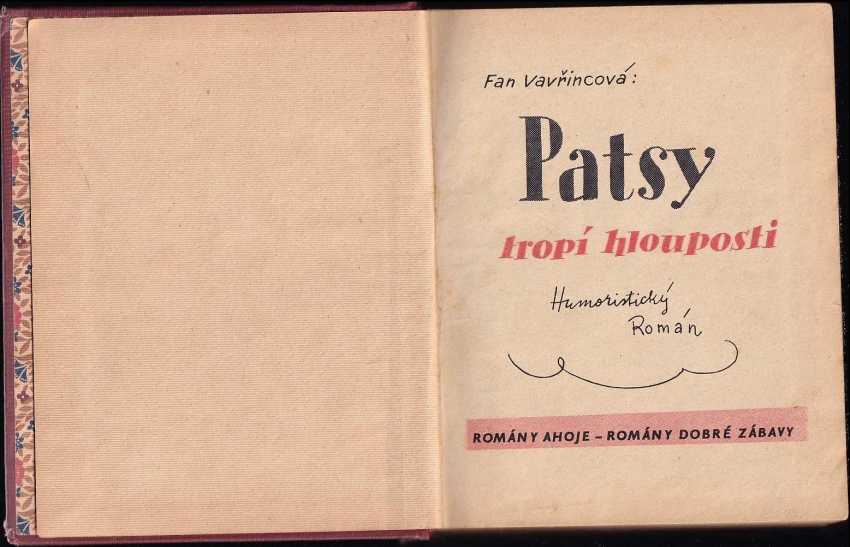 Fan Vavřincová:
Patsy
tropí hlouposti
Humoristický
Román
ROMÁNY AHOJE – ROMÁNY DOBRÉ ZÁBAVY